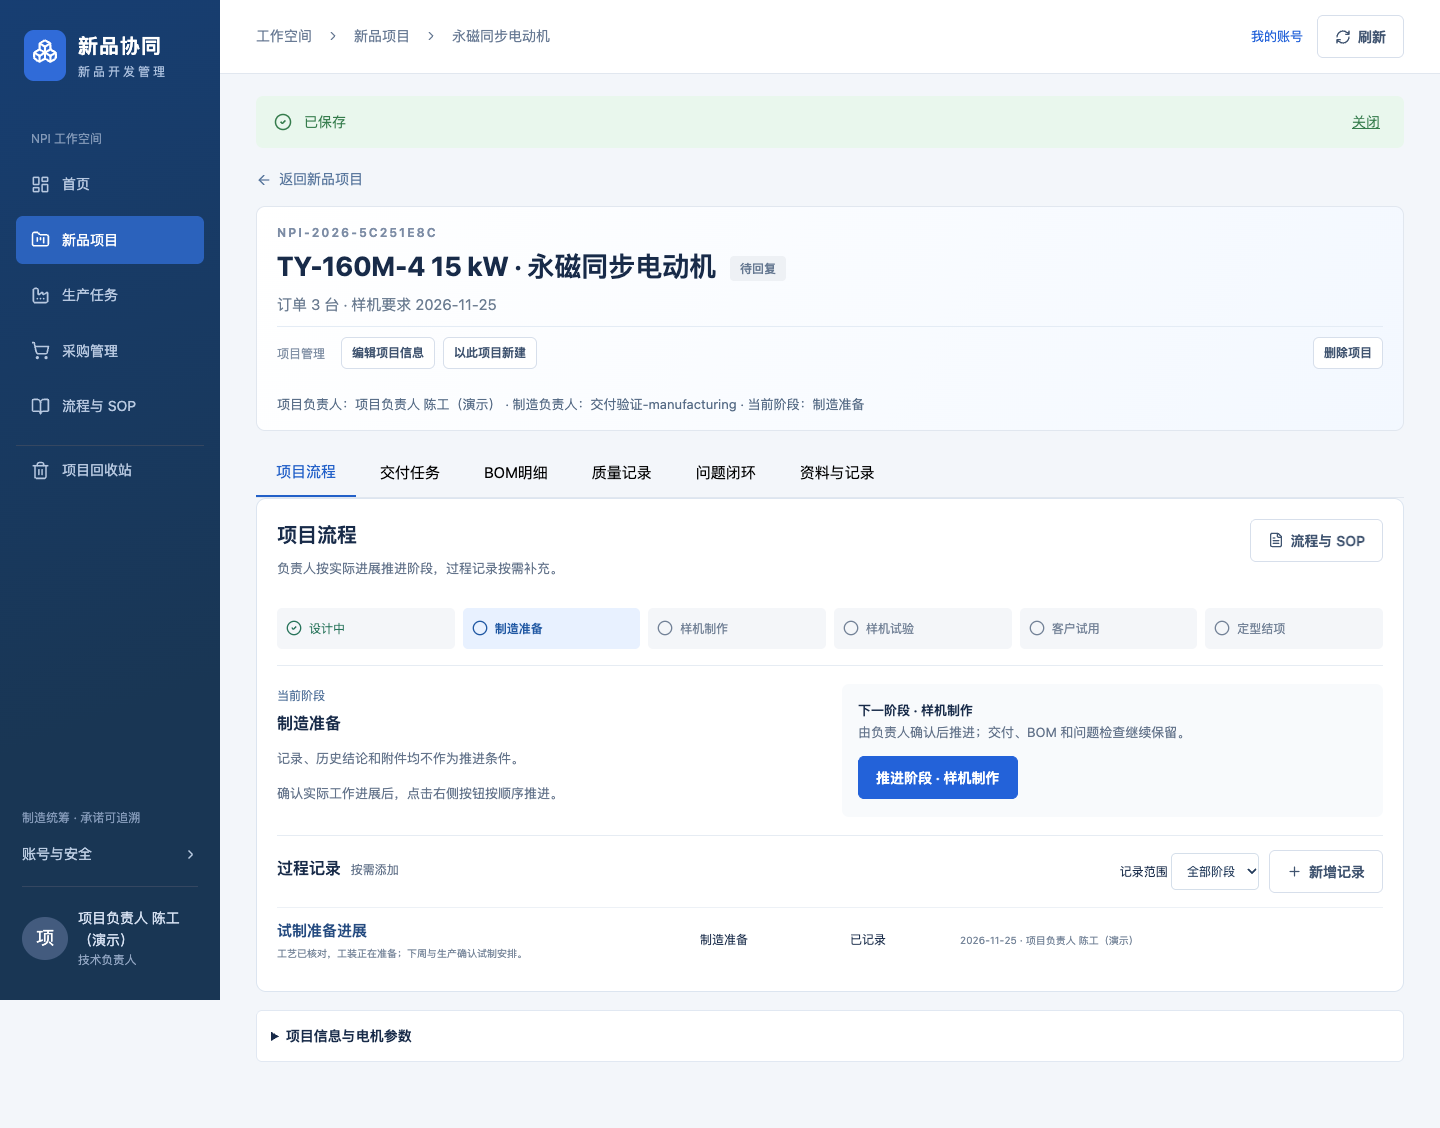 新品协同
新品开发管理
NPI 工作空间
首页
新品项目
生产任务
采购管理
流程与 SOP
项目回收站
制造统筹 · 承诺可追溯
账号与安全
项
项目负责人 陈工
（演示）
技术负责人
工作空间 > 新品项目 > 永磁同步电动机
我的账号
刷新
已保存
关闭
返回新品项目
NPI-2026-5C251E8C
TY-160M-4 15 kW · 永磁同步电动机 待回复
订单 3 台 · 样机要求 2026-11-25
项目管理 编辑项目信息 以此项目新建 删除项目
项目负责人：项目负责人 陈工（演示） · 制造负责人：交付验证-manufacturing · 当前阶段：制造准备
项目流程 交付任务 BOM明细 质量记录 问题闭环 资料与记录
项目流程
流程与 SOP
负责人按实际进展推进阶段，过程记录按需补充。
设计中 制造准备 样机制作 样机试验 客户试用 定型结项
当前阶段
制造准备
记录、历史结论和附件均不作为推进条件。
确认实际工作进展后，点击右侧按钮按顺序推进。
下一阶段 · 样机制作
由负责人确认后推进；交付、BOM 和问题检查继续保留。
推进阶段 · 样机制作
过程记录 按需添加
记录范围 全部阶段 新增记录
试制准备进展
工艺已核对，工装正在准备；下周与生产确认试制安排。
制造准备 已记录 2026-11-25 · 项目负责人 陈工（演示）
项目信息与电机参数